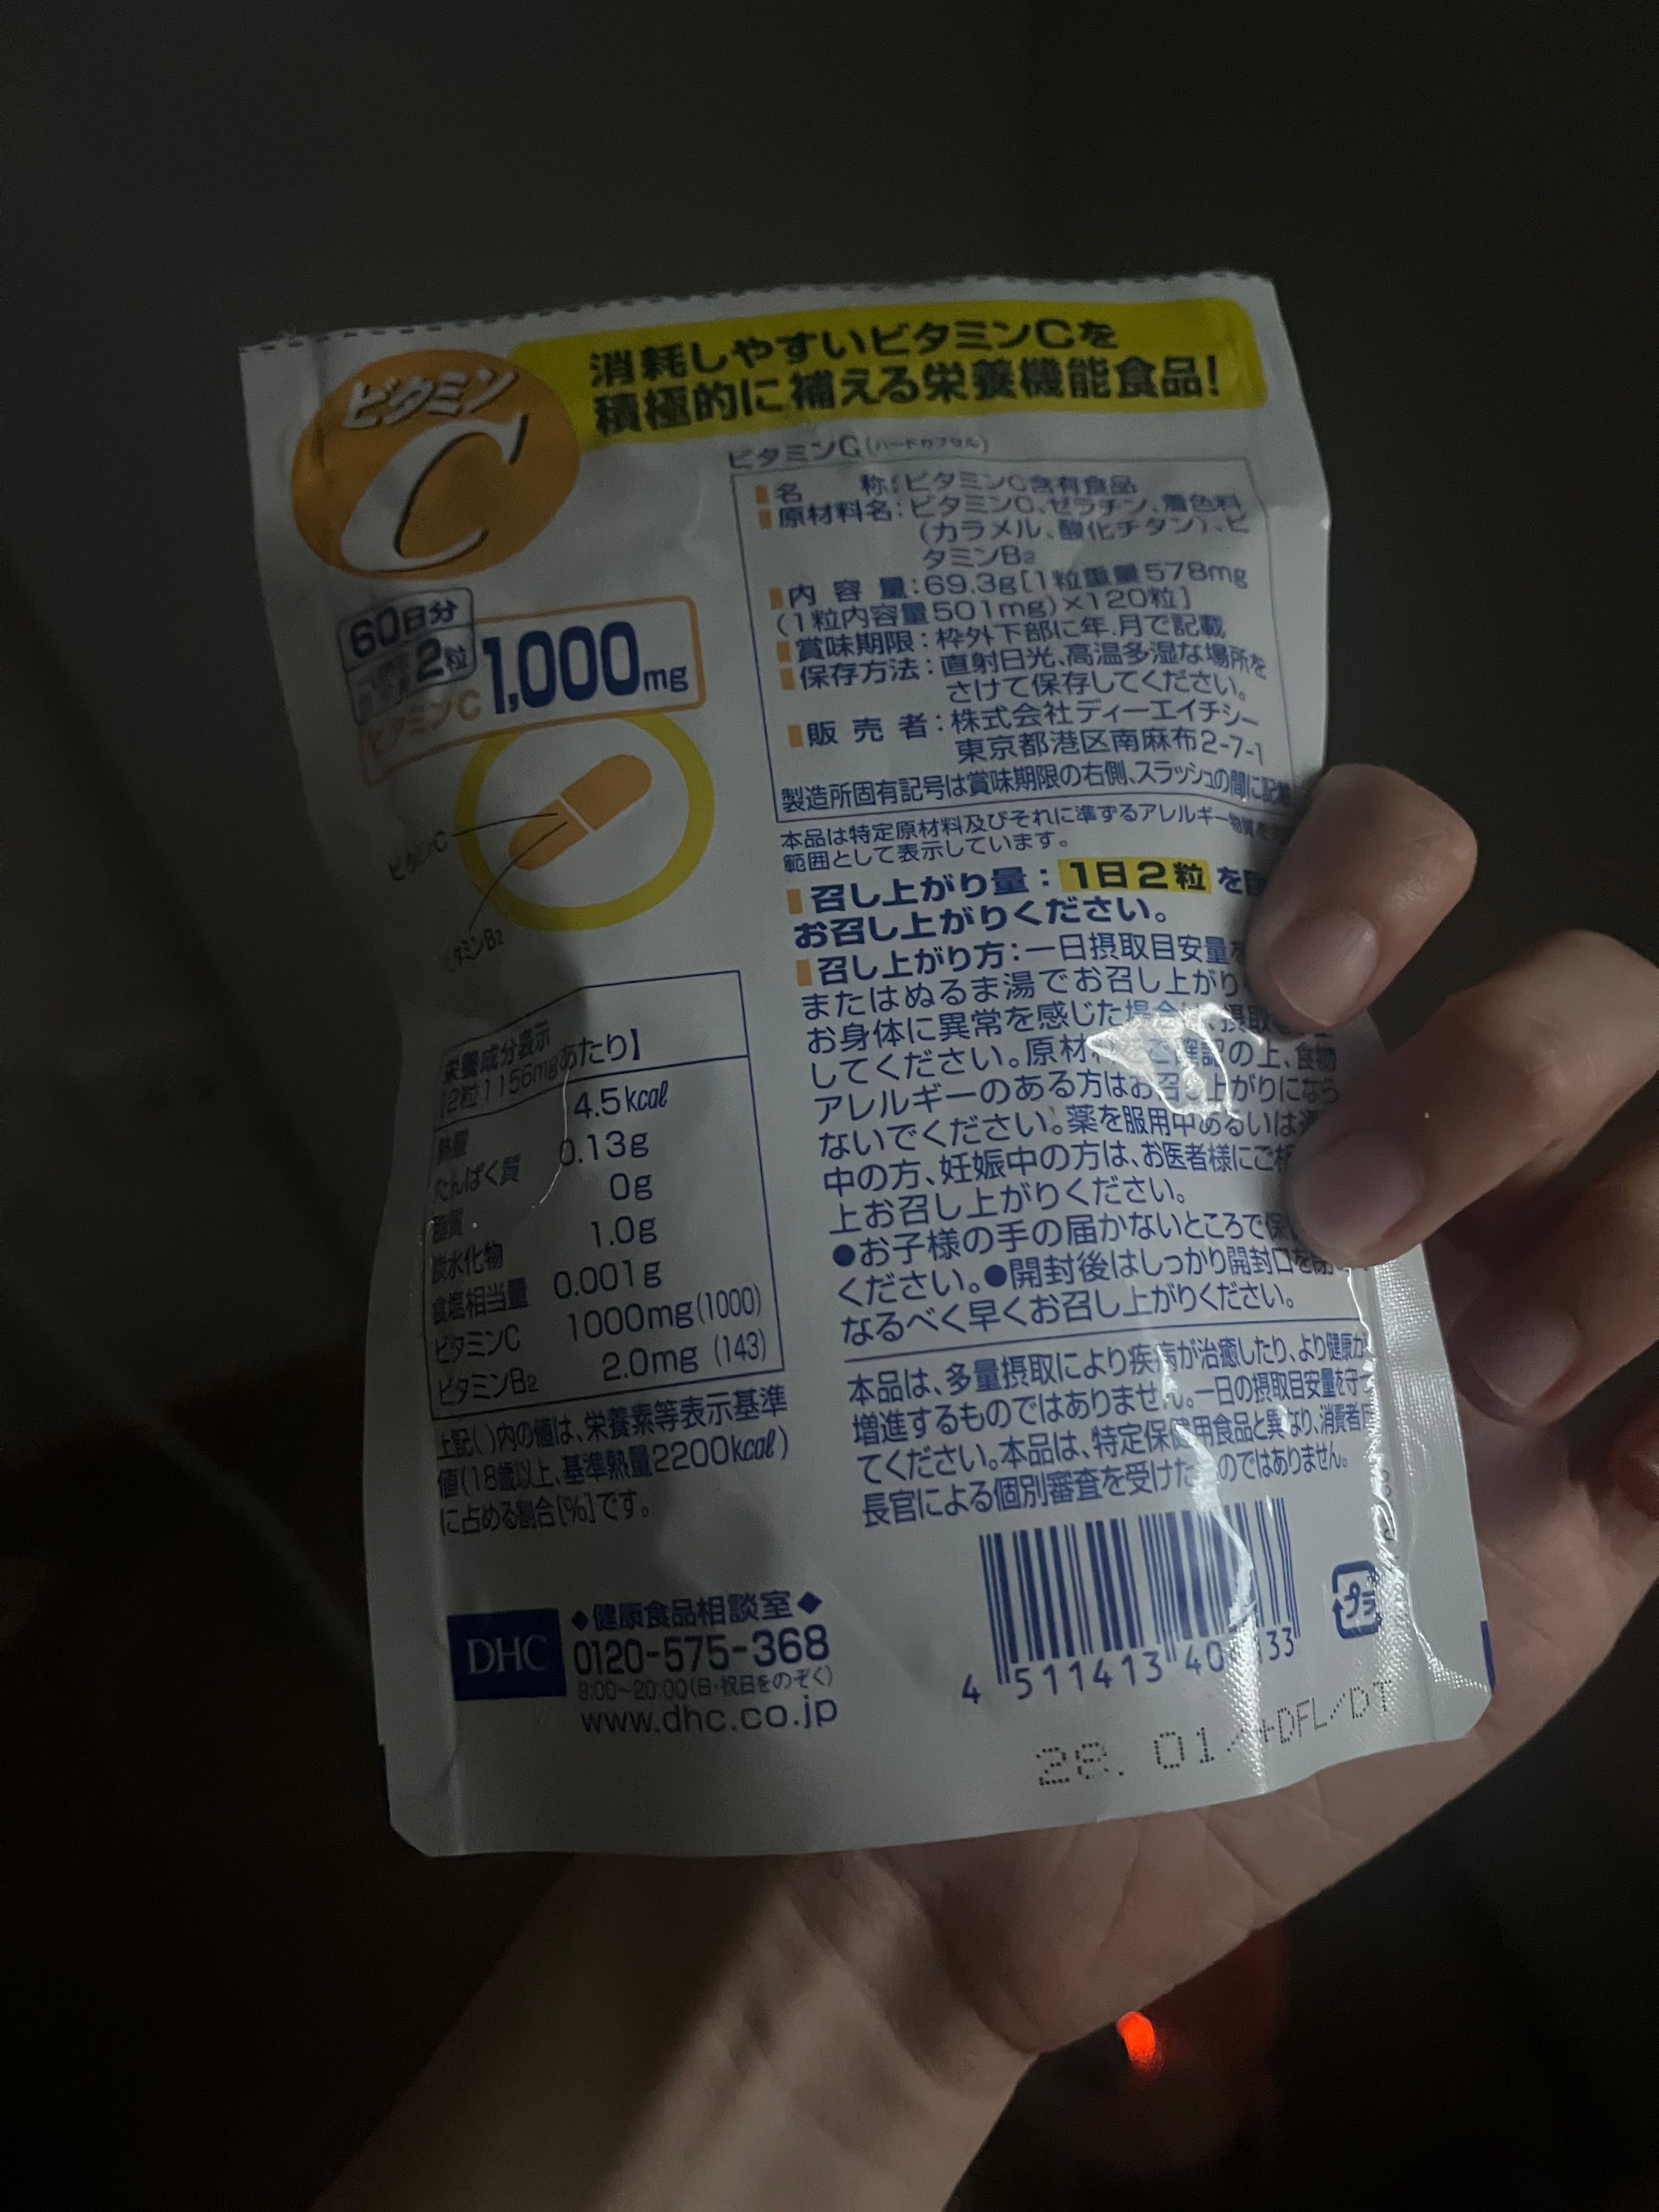 ビタミン
C
消耗しやすいビタミンCを
積極的に補える栄養機能食品!
60日分
2粒
ビタミンC 1,000mg
ビタミンC
ビタミンB2
栄養成分表示
[2粒1156mgあたり]
熱量 4.5kcal
たんぱく質 0.13g
脂質 0g
炭水化物 1.0g
食塩相当量 0.001g
ビタミンC 1000mg(1000)
ビタミンB2 2.0mg (143)
上記( )内の値は、栄養素等表示基準
値(18歳以上、基準熱量2200kcal)
に占める割合[%]です。
ビタミンC(ハードカプセル)
名称:ビタミンC含有食品
原材料名:ビタミンC、ゼラチン、着色料
(カラメル、酸化チタン)、ビ
タミンB2
内容量:69.3g[1粒重量578mg
(1粒内容量501mg)×120粒]
賞味期限:枠外下部に年.月で記載
保存方法:直射日光、高温多湿な場所を
さけて保存してください。
販売者:株式会社ディーエイチシー
東京都港区南麻布2-7-1
製造所固有記号は賞味期限の右側、スラッシュの間に記載
本品は特定原材料及びそれに準ずるアレルギー物質を
範囲として表示しています。
召し上がり量:1日2粒を
お召し上がりください。
召し上がり方:一日摂取目安量を
またはぬるま湯でお召し上がり
お身体に異常を感じた場合は、摂取
してください。原材 ご確認の上、食物
アレルギーのある方はお召し上がりになら
ないでください。薬を服用中あるいは
中の方、妊娠中の方は、お医者様にご
上お召し上がりください。
●お子様の手の届かないところで保
ください。●開封後はしっかり開封口を
なるべく早くお召し上がりください。
本品は、多量摂取により疾病が治癒したり、より健康が
増進するものではありません。一日の摂取目安量を守っ
てください。本品は、特定保健用食品と異なり、消費者
長官による個別審査を受けた のではありません。
DHC
◆健康食品相談室◆
0120-575-368
9:00~20:00(日・祝日をのぞく)
www.dhc.co.jp
4 511413 40 33
プラ
28. 01/+DFL/DT